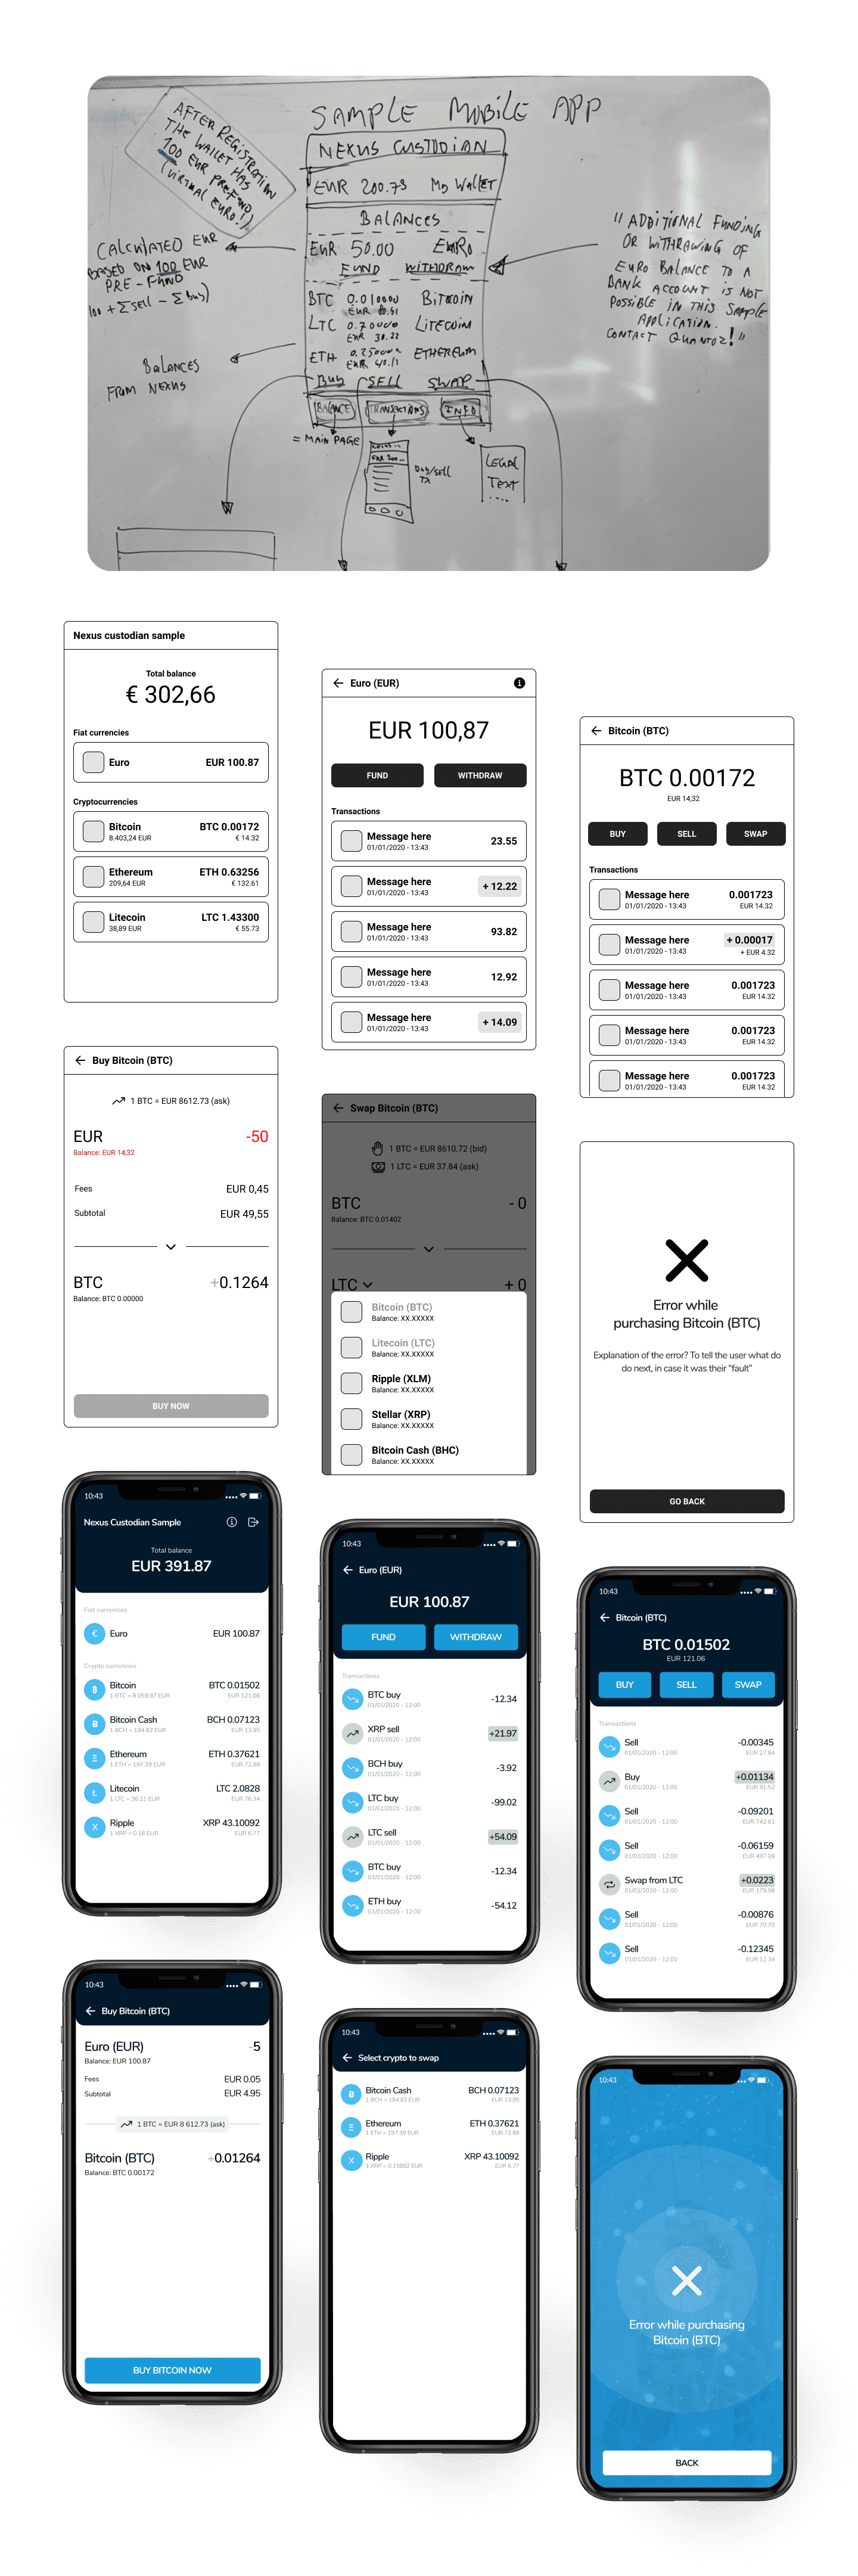 SAMPLE MOBILE APP
AFTER REGISTRATION
THE WALLET HAS
100 EUR PREFUND
(VIRTUAL EURO!)
NEXUS CUSTODIAN
EUR 200.73 My WALLET
BALANCES
EUR 50.00 EURO
FUND WITHDRAW
BTC 0.010000 BITCOIN
LTC 0.70000 LITECOIN
EUR 30.22
ETH 0.25000 ETHEREUM
EUR 40.11
BUY SELL SWAP
BALANCE TRANSACTIONS INFO
= MAIN PAGE
BUY/SELL
TX
LEGAL
TEXT
....
CALCULATED EUR
BASED ON 100 EUR
PRE-FUND
100 + Σ SELL - Σ BUY)
BALANCES
FROM NEXUS
"ADDITIONAL FUNDING
OR WITHDRAWING OF
EURO BALANCE TO A
BANK ACCOUNT IS NOT
POSSIBLE IN THIS SAMPLE
APPLICATION.
CONTACT QUANTOZ!"
Nexus custodian sample
Total balance
€ 302,66
Fiat currencies
Euro EUR 100.87
Cryptocurrencies
Bitcoin BTC 0.00172
8.403,24 EUR € 14.32
Ethereum ETH 0.63256
209,64 EUR € 132.61
Litecoin LTC 1.43300
38,89 EUR € 55.73
Euro (EUR)
EUR 100,87
FUND WITHDRAW
Transactions
Message here 23.55
01/01/2020 - 13:43
Message here + 12.22
01/01/2020 - 13:43
Message here 93.82
01/01/2020 - 13:43
Message here 12.92
01/01/2020 - 13:43
Message here + 14.09
01/01/2020 - 13:43
Bitcoin (BTC)
BTC 0.00172
EUR 14,32
BUY SELL SWAP
Transactions
Message here 0.001723
01/01/2020 - 13:43 EUR 14.32
Message here + 0.00017
01/01/2020 - 13:43 + EUR 4.32
Message here 0.001723
01/01/2020 - 13:43 EUR 14.32
Message here 0.001723
01/01/2020 - 13:43 EUR 14.32
Message here 0.001723
01/01/2020 - 13:43 EUR 14.32
Buy Bitcoin (BTC)
1 BTC = EUR 8612.73 (ask)
EUR -50
Balance: EUR 14,32
Fees EUR 0,45
Subtotal EUR 49,55
BTC +0.1264
Balance: BTC 0.00000
BUY NOW
Swap Bitcoin (BTC)
1 BTC = EUR 8610.72 (bid)
1 LTC = EUR 37.84 (ask)
BTC - 0
Balance: BTC 0.01402
LTC + 0
Bitcoin (BTC)
Balance: XX.XXXXX
Litecoin (LTC)
Balance: XX.XXXXX
Ripple (XLM)
Balance: XX.XXXXX
Stellar (XRP)
Balance: XX.XXXXX
Bitcoin Cash (BHC)
Balance: XX.XXXXX
Error while
purchasing Bitcoin (BTC)
Explanation of the error? To tell the user what do
do next, in case it was their "fault"
GO BACK
10:43
Nexus Custodian Sample
Total balance
EUR 391.87
Fiat currencies
Euro EUR 100.87
Crypto currencies
Bitcoin BTC 0.01502
1 BTC = 8 059.97 EUR EUR 121,06
Bitcoin Cash BCH 0.07123
1 BCH = 194.82 EUR EUR 13.95
Ethereum ETH 0.37621
1 ETH = 197.39 EUR EUR 72.88
Litecoin LTC 2.0828
1 LTC = 36,21 EUR EUR 76,34
Ripple XRP 43.10092
1 XRP = 0.16 EUR EUR 6.77
10:43
Euro (EUR)
EUR 100.87
FUND WITHDRAW
Transactions
BTC buy -12.34
01/01/2020 - 12:00
XRP sell +21.97
01/01/2020 - 12:00
BCH buy -3.92
01/01/2020 - 12:00
LTC buy -99.02
01/01/2020 - 12:00
LTC sell +54.09
01/01/2020 - 12:00
BTC buy -12.34
01/01/2020 - 12:00
ETH buy -54.12
01/01/2020 - 12:00
10:43
Bitcoin (BTC)
BTC 0.01502
EUR 121.06
BUY SELL SWAP
Transactions
Sell -0.00345
01/01/2020 - 12:00 EUR 27,84
Buy +0.01134
01/01/2020 - 12:00 EUR 91,52
Sell -0.09201
01/01/2020 - 12:00 EUR 742.61
Sell -0.06159
01/01/2020 - 12:00 EUR 497.09
Swap from LTC +0.0223
01/01/2020 - 12:00 EUR 179,98
Sell -0.00876
01/01/2020 - 12:00 EUR 70.70
Sell -0.12345
01/01/2020 - 12:00 EUR 12.34
10:43
Buy Bitcoin (BTC)
Euro (EUR) -5
Balance: EUR 100.87
Fees EUR 0.05
Subtotal EUR 4.95
1 BTC = EUR 8 612.73 (ask)
Bitcoin (BTC) +0.01264
Balance: BTC 0.00172
BUY BITCOIN NOW
10:43
Select crypto to swap
Bitcoin Cash BCH 0.07123
1 BCH = 194.82 EUR EUR 13.95
Ethereum ETH 0.37621
1 ETH = 197.39 EUR EUR 72.88
Ripple XRP 43.10092
1 XRP = 0.15892 EUR EUR 6.77
10:43
Error while purchasing
Bitcoin (BTC)
BACK